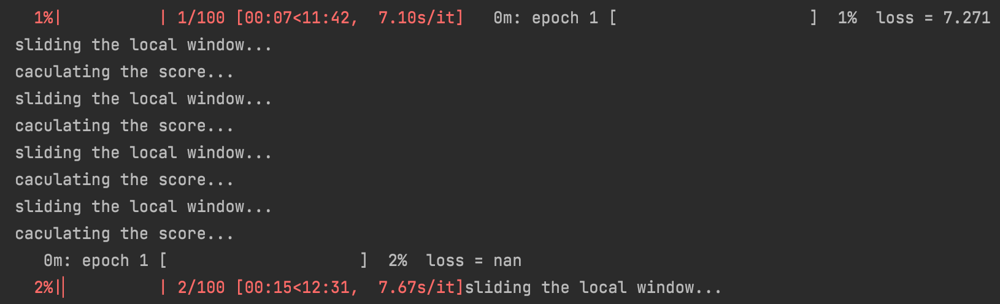 1%|          | 1/100 [00:07<11:42,  7.10s/it]   0m: epoch 1 [                    ]  1%  loss = 7.271
sliding the local window...
caculating the score...
sliding the local window...
caculating the score...
sliding the local window...
caculating the score...
sliding the local window...
caculating the score...
0m: epoch 1 [                    ]  2%  loss = nan
2%|▏         | 2/100 [00:15<12:31,  7.67s/it]sliding the local window...